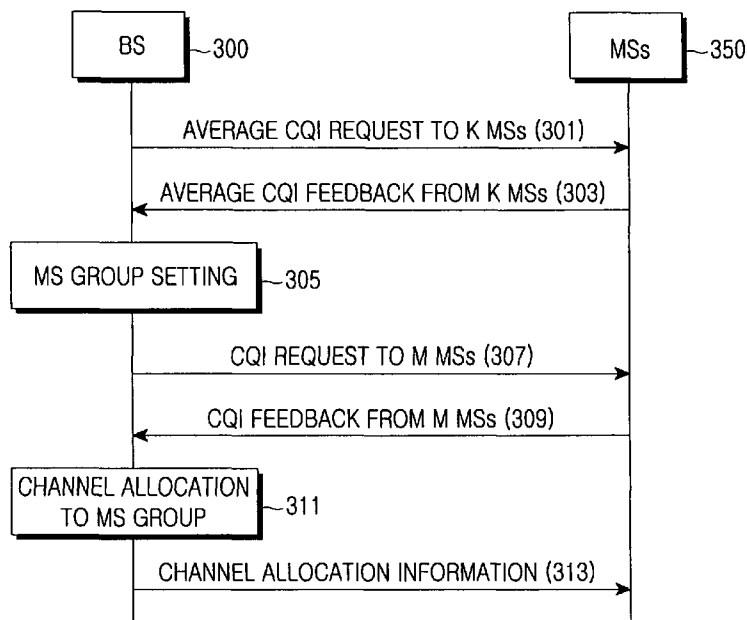 BS
300
MSs
350
AVERAGE CQI REQUEST TO K MSs (301)
AVERAGE CQI FEEDBACK FROM K MSs (303)
MS GROUP SETTING
305
CQI REQUEST TO M MSs (307)
CQI FEEDBACK FROM M MSs (309)
CHANNEL ALLOCATION
TO MS GROUP
311
CHANNEL ALLOCATION INFORMATION (313)